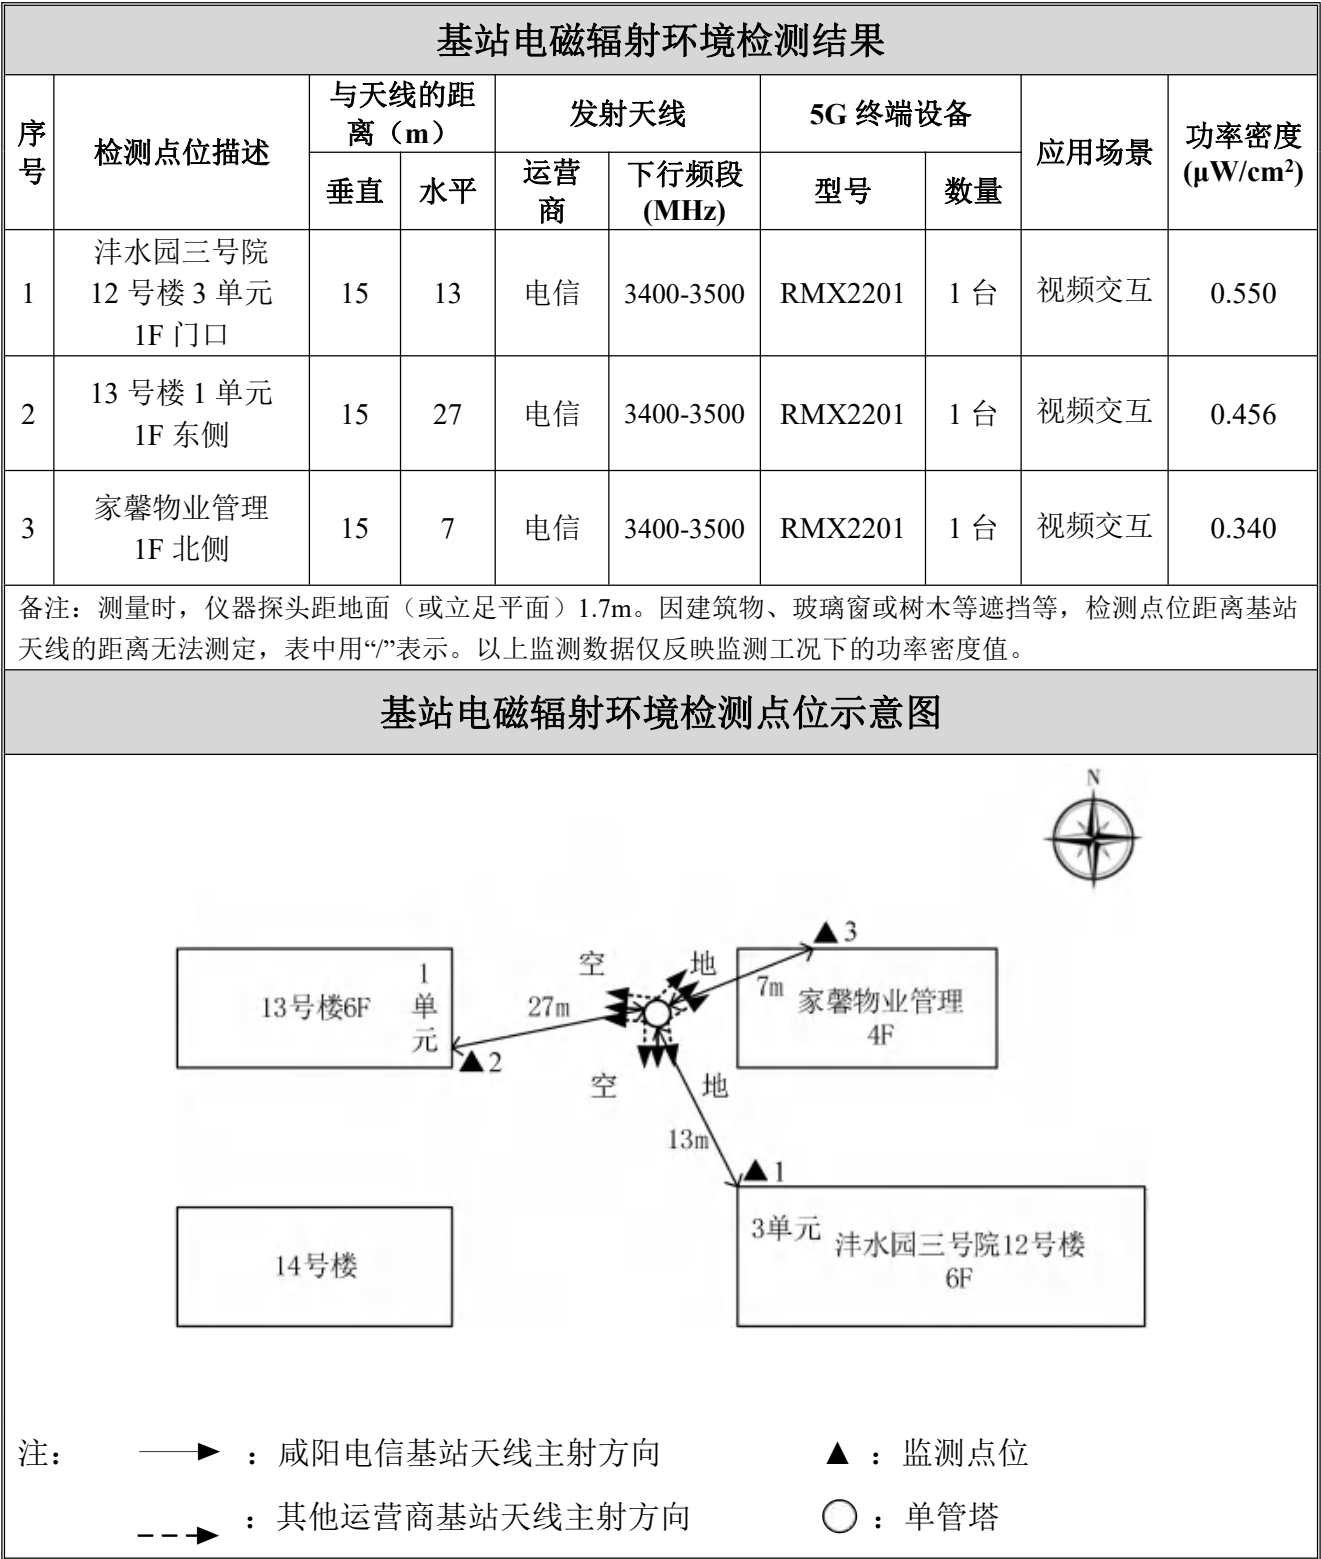 基站电磁辐射环境检测结果
序号 检测点位描述 与天线的距离（m） 发射天线 5G 终端设备 应用场景 功率密度(μW/cm²)
垂直 水平 运营商 下行频段(MHz) 型号 数量
1 沣水园三号院12 号楼 3 单元1F 门口 15 13 电信 3400-3500 RMX2201 1 台 视频交互 0.550
2 13 号楼 1 单元1F 东侧 15 27 电信 3400-3500 RMX2201 1 台 视频交互 0.456
3 家馨物业管理1F 北侧 15 7 电信 3400-3500 RMX2201 1 台 视频交互 0.340
备注：测量时，仪器探头距地面（或立足平面）1.7m。因建筑物、玻璃窗或树木等遮挡等，检测点位距离基站
天线的距离无法测定，表中用“/”表示。以上监测数据仅反映监测工况下的功率密度值。
基站电磁辐射环境检测点位示意图
N
▲3
空 地
13号楼6F 1单元 27m 7m 家馨物业管理
4F
▲2
空 地
13m
▲1
3单元 沣水园三号院12号楼
6F
14号楼
注： ：咸阳电信基站天线主射方向 ▲：监测点位
：其他运营商基站天线主射方向 ：单管塔